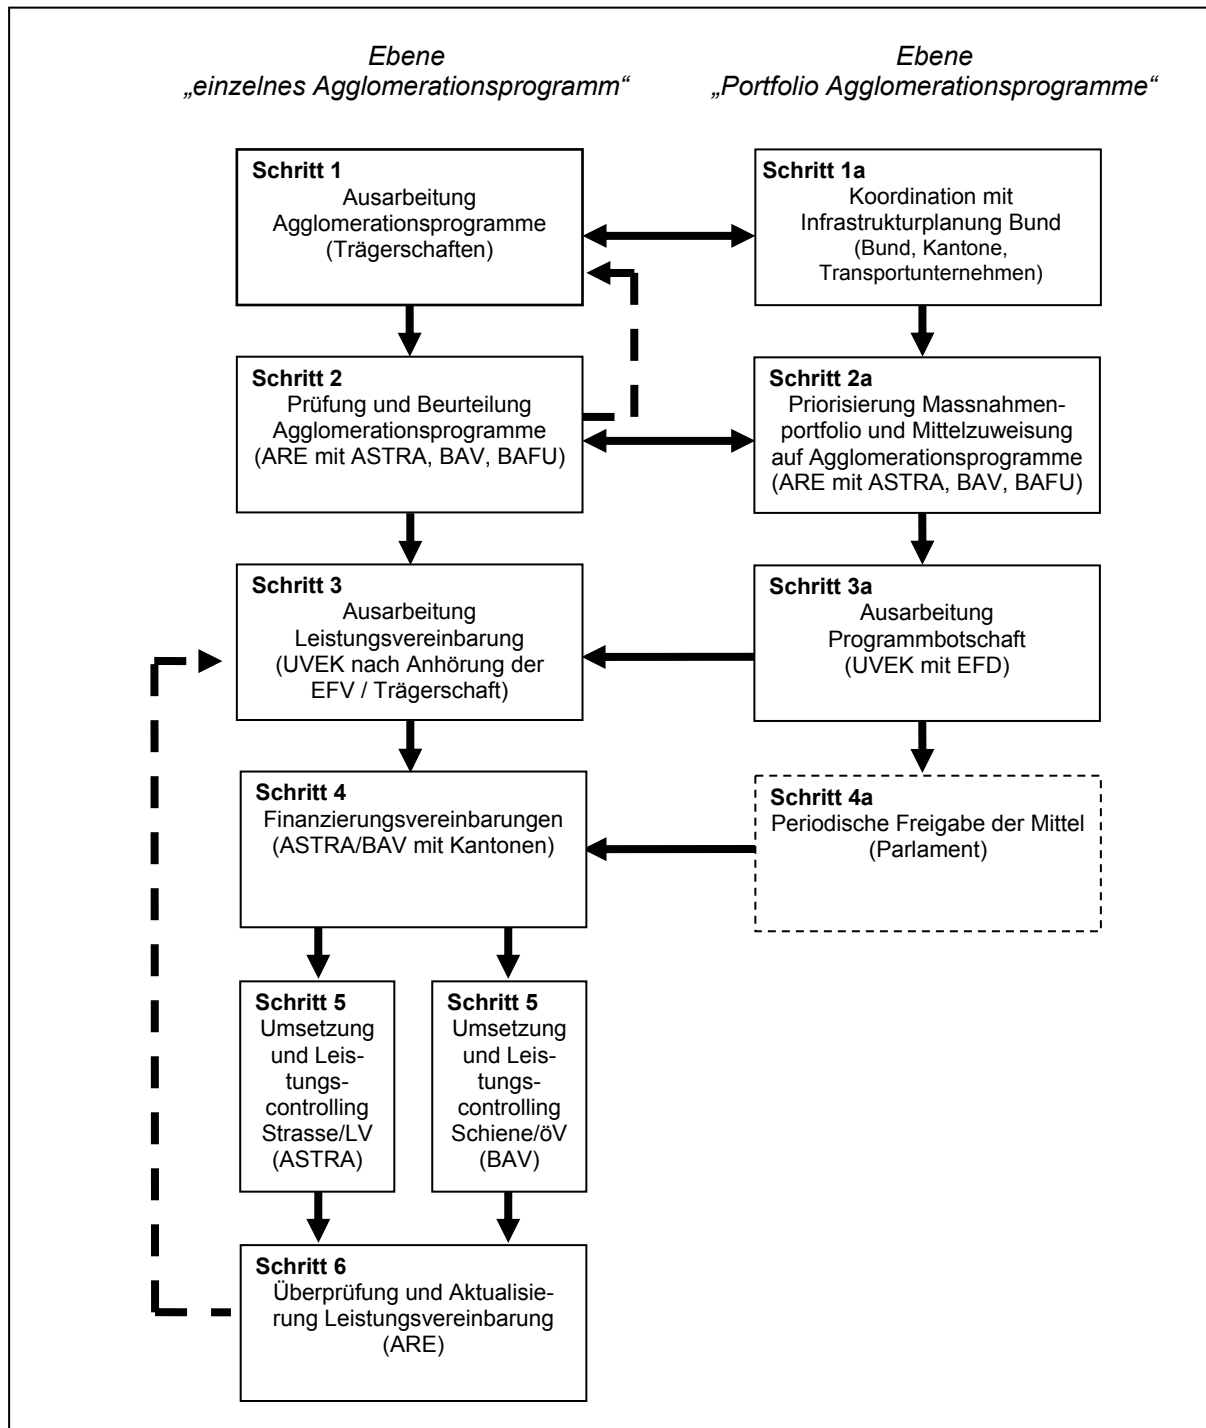 Ebene
„einzelnes Agglomerationsprogramm“
Ebene
„Portfolio Agglomerationsprogramme“
Schritt 1
Ausarbeitung
Agglomerationsprogramme
(Trägerschaften)
Schritt 1a
Koordination mit
Infrastrukturplanung Bund
(Bund, Kantone,
Transportunternehmen)
Schritt 2
Prüfung und Beurteilung
Agglomerationsprogramme
(ARE mit ASTRA, BAV, BAFU)
Schritt 2a
Priorisierung Massnahmen-
portfolio und Mittelzuweisung
auf Agglomerationsprogramme
(ARE mit ASTRA, BAV, BAFU)
Schritt 3
Ausarbeitung
Leistungsvereinbarung
(UVEK nach Anhörung der
EFV / Trägerschaft)
Schritt 3a
Ausarbeitung
Programmbotschaft
(UVEK mit EFD)
Schritt 4
Finanzierungsvereinbarungen
(ASTRA/BAV mit Kantonen)
Schritt 4a
Periodische Freigabe der Mittel
(Parlament)
Schritt 5
Umsetzung
und Leis-
tungs-
controlling
Strasse/LV
(ASTRA)
Schritt 5
Umsetzung
und Leis-
tungs-
controlling
Schiene/öV
(BAV)
Schritt 6
Überprüfung und Aktualisie-
rung Leistungsvereinbarung
(ARE)